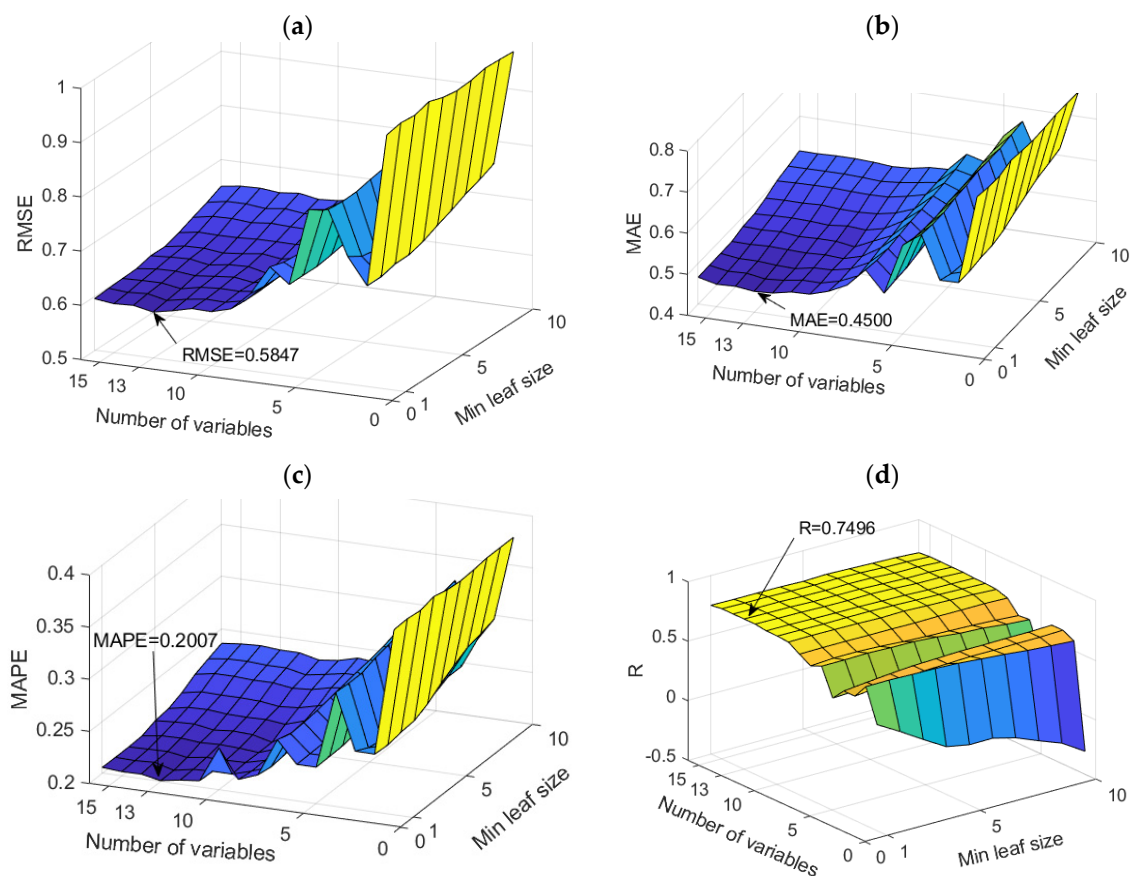 (a)
1
0.9
0.8
0.7
0.6
0.5
RMSE
RMSE=0.5847
15
13
10
5
0
Number of variables
0
1
5
10
Min leaf size
(b)
0.8
0.7
0.6
0.5
0.4
MAE
MAE=0.4500
15
13
10
5
0
Number of variables
0
1
5
10
Min leaf size
(c)
0.4
0.35
0.3
0.25
0.2
MAPE
MAPE=0.2007
15
13
10
5
0
Number of variables
0
1
5
10
Min leaf size
(d)
R=0.7496
1
0.5
0
-0.5
R
15
13
10
5
0
Number of variables
0
1
5
10
Min leaf size